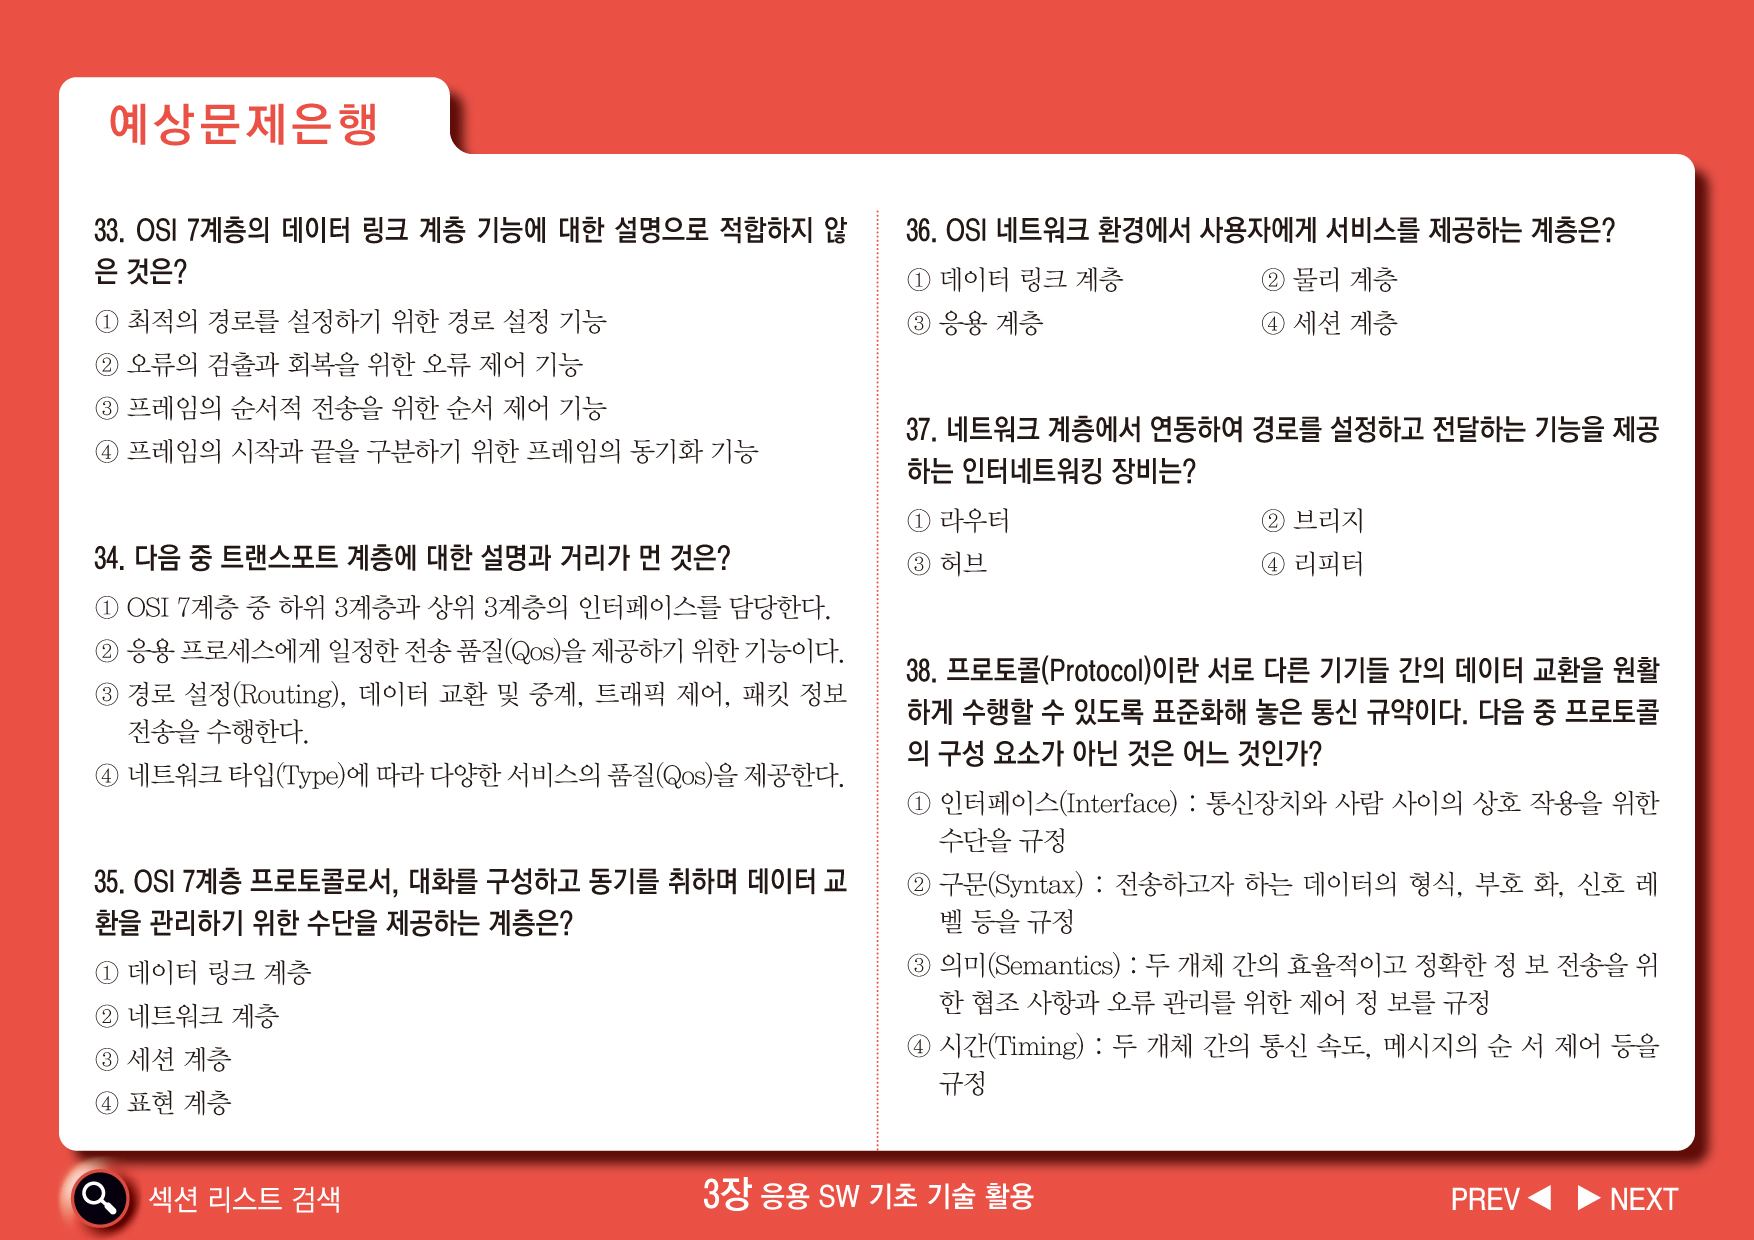 예상문제은행
33. OSI 7계층의 데이터 링크 계층 기능에 대한 설명으로 적합하지 않
은 것은?
① 최적의 경로를 설정하기 위한 경로 설정 기능
② 오류의 검출과 회복을 위한 오류 제어 기능
③ 프레임의 순서적 전송을 위한 순서 제어 기능
④ 프레임의 시작과 끝을 구분하기 위한 프레임의 동기화 기능
34. 다음 중 트랜스포트 계층에 대한 설명과 거리가 먼 것은?
① OSI 7계층 중 하위 3계층과 상위 3계층의 인터페이스를 담당한다.
② 응용 프로세스에게 일정한 전송 품질(Qos)을 제공하기 위한 기능이다.
③ 경로 설정(Routing), 데이터 교환 및 중계, 트래픽 제어, 패킷 정보
전송을 수행한다.
④ 네트워크 타입(Type)에 따라 다양한 서비스의 품질(Qos)을 제공한다.
35. OSI 7계층 프로토콜로서, 대화를 구성하고 동기를 취하며 데이터 교
환을 관리하기 위한 수단을 제공하는 계층은?
① 데이터 링크 계층
② 네트워크 계층
③ 세션 계층
④ 표현 계층
36. OSI 네트워크 환경에서 사용자에게 서비스를 제공하는 계층은?
① 데이터 링크 계층 ② 물리 계층
③ 응용 계층 ④ 세션 계층
37. 네트워크 계층에서 연동하여 경로를 설정하고 전달하는 기능을 제공
하는 인터네트워킹 장비는?
① 라우터 ② 브리지
③ 허브 ④ 리피터
38. 프로토콜(Protocol)이란 서로 다른 기기들 간의 데이터 교환을 원활
하게 수행할 수 있도록 표준화해 놓은 통신 규약이다. 다음 중 프로토콜
의 구성 요소가 아닌 것은 어느 것인가?
① 인터페이스(Interface) : 통신장치와 사람 사이의 상호 작용을 위한
수단을 규정
② 구문(Syntax) : 전송하고자 하는 데이터의 형식, 부호 화, 신호 레
벨 등을 규정
③ 의미(Semantics) : 두 개체 간의 효율적이고 정확한 정 보 전송을 위
한 협조 사항과 오류 관리를 위한 제어 정 보를 규정
④ 시간(Timing) : 두 개체 간의 통신 속도, 메시지의 순 서 제어 등을
규정
섹션 리스트 검색
3장 응용 SW 기초 기술 활용
PREV ◀ ▶ NEXT